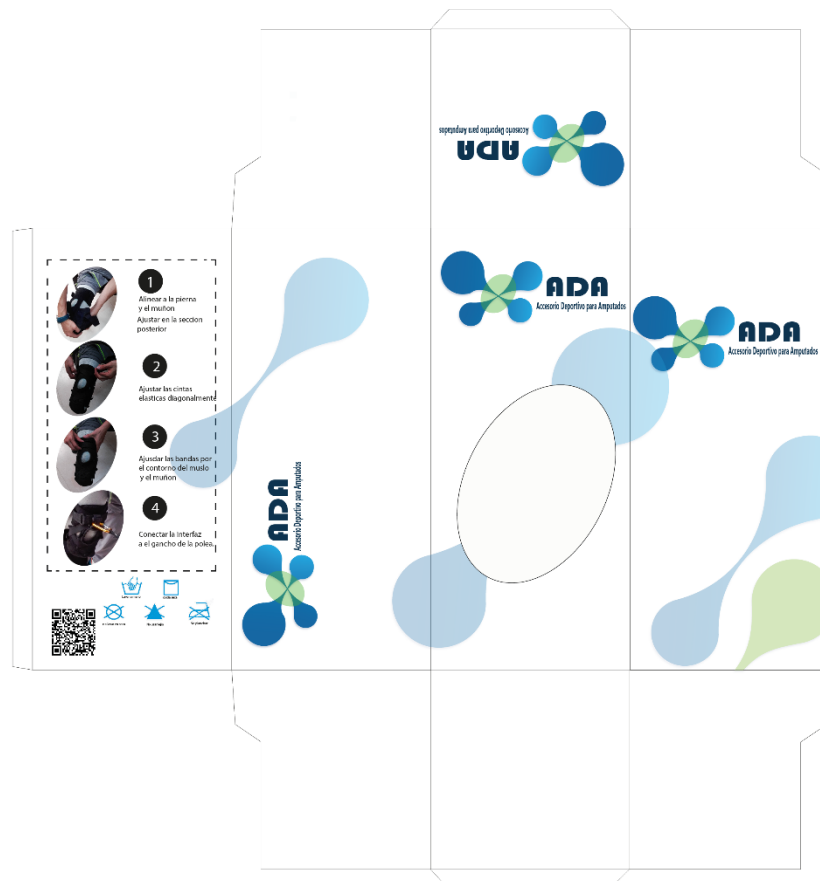 Accesorio Deportivo para Amputados
ADA
ADA
Accesorio Deportivo para Amputados
ADA
Accesorio Deportivo para Amputados
1
Alinear a la pierna
y el muñon
Ajustar en la seccion
posterior
2
Ajustar las cintas
elasticas diagonalmente
3
Ajusdar las bandas por
el contorno del muslo
y el muñon
4
Conectar la Interfaz
a el gancho de la polea.
ADA
Accesorio Deportivo para Amputados